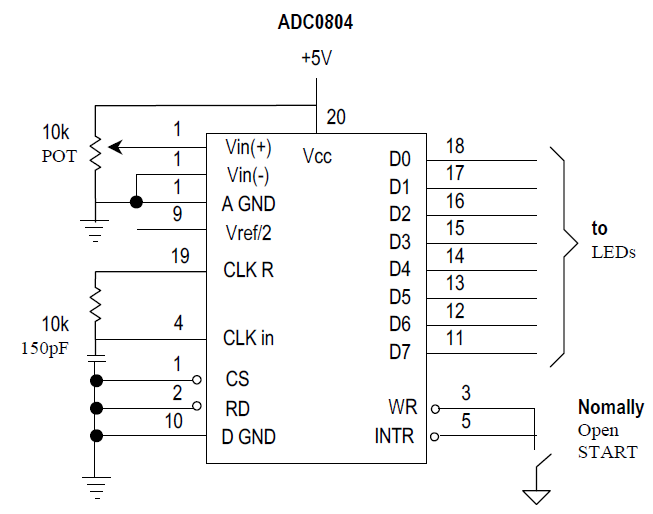 ADC0804
+5V
20
10k
POT
1
Vin(+)
Vcc
1
Vin(-)
1
A GND
9
Vref/2
19
CLK R
10k
150pF
4
CLK in
1
CS
2
RD
10
D GND
D0
18
D1
17
D2
16
D3
15
D4
14
D5
13
D6
12
D7
11
to
LEDs
WR
3
INTR
5
Nomally
Open
START